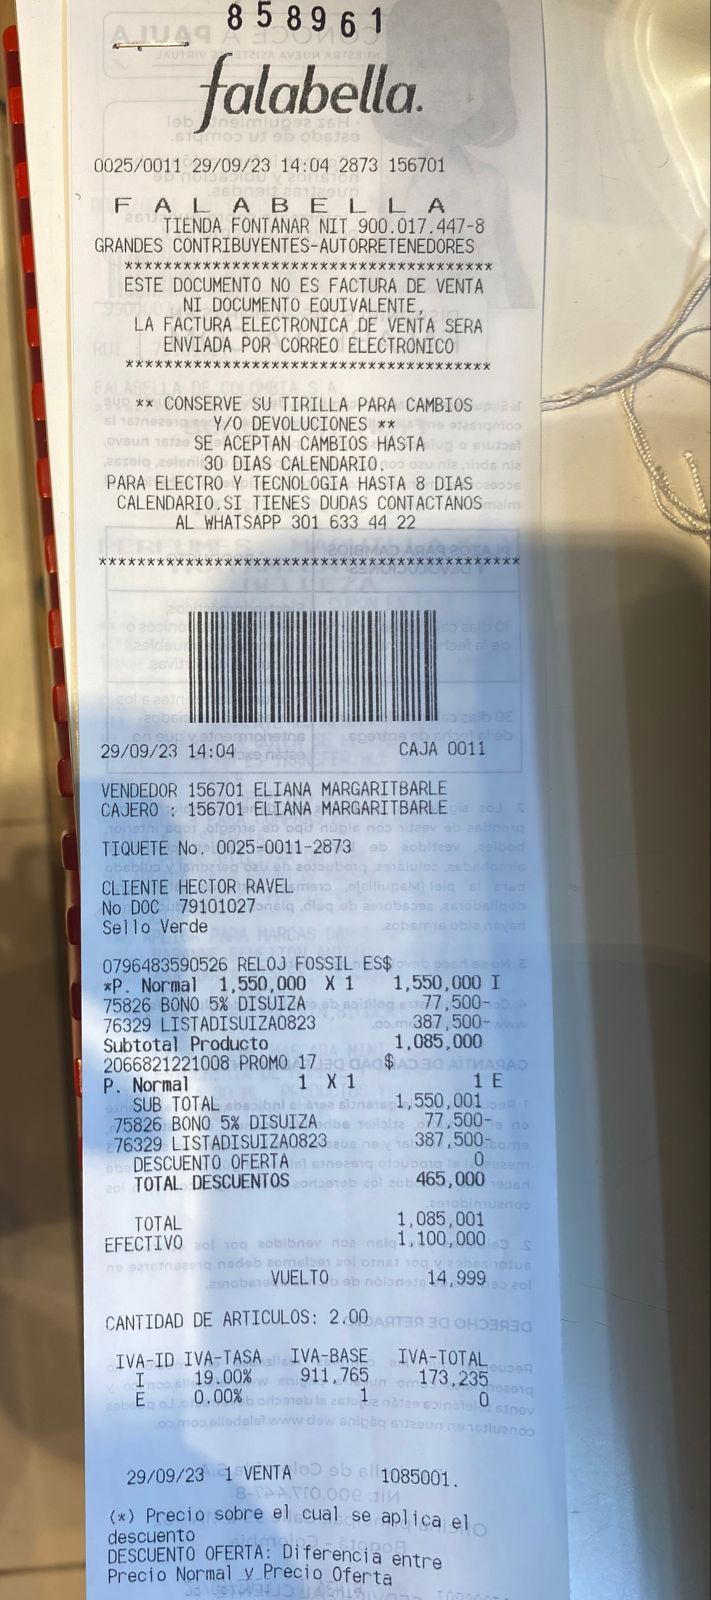 858961
falabella.
0025/0011 29/09/23 14:04 2873 156701
F A L A B E L L A
TIENDA FONTANAR NIT 900.017.447-8
GRANDES CONTRIBUYENTES-AUTORRETENEDORES
*************************************
ESTE DOCUMENTO NO ES FACTURA DE VENTA
NI DOCUMENTO EQUIVALENTE,
LA FACTURA ELECTRONICA DE VENTA SERA
ENVIADA POR CORREO ELECTRONICO
*************************************
** CONSERVE SU TIRILLA PARA CAMBIOS
Y/O DEVOLUCIONES **
SE ACEPTAN CAMBIOS HASTA
30 DIAS CALENDARIO.
PARA ELECTRO Y TECNOLOGIA HASTA 8 DIAS
CALENDARIO.SI TIENES DUDAS CONTACTANOS
AL WHATSAPP 301 633 44 22
******************************************
29/09/23 14:04 CAJA 0011
VENDEDOR 156701 ELIANA MARGARITBARLE
CAJERO : 156701 ELIANA MARGARITBARLE
TIQUETE No. 0025-0011-2873
CLIENTE HECTOR RAVEL
No DOC 79101027
Sello Verde
0796483590526 RELOJ FOSSIL ES$
*P. Normal 1,550,000 X 1 1,550,000 I
75826 BONO 5% DISUIZA 77,500-
76329 LISTADISUIZA0823 387,500-
Subtotal Producto 1,085,000
2066821221008 PROMO 17 $
P. Normal 1 X 1 1 E
SUB TOTAL 1,550,001
75826 BONO 5% DISUIZA 77,500-
76329 LISTADISUIZA0823 387,500-
DESCUENTO OFERTA 0
TOTAL DESCUENTOS 465,000
TOTAL 1,085,001
EFECTIVO 1,100,000
VUELTO 14,999
CANTIDAD DE ARTICULOS: 2.00
IVA-ID IVA-TASA IVA-BASE IVA-TOTAL
I 19.00% 911,765 173,235
E 0.00% 1 0
29/09/23 1 VENTA 1085001.
(*) Precio sobre el cual se aplica el
descuento
DESCUENTO OFERTA: Diferencia entre
Precio Normal y Precio Oferta